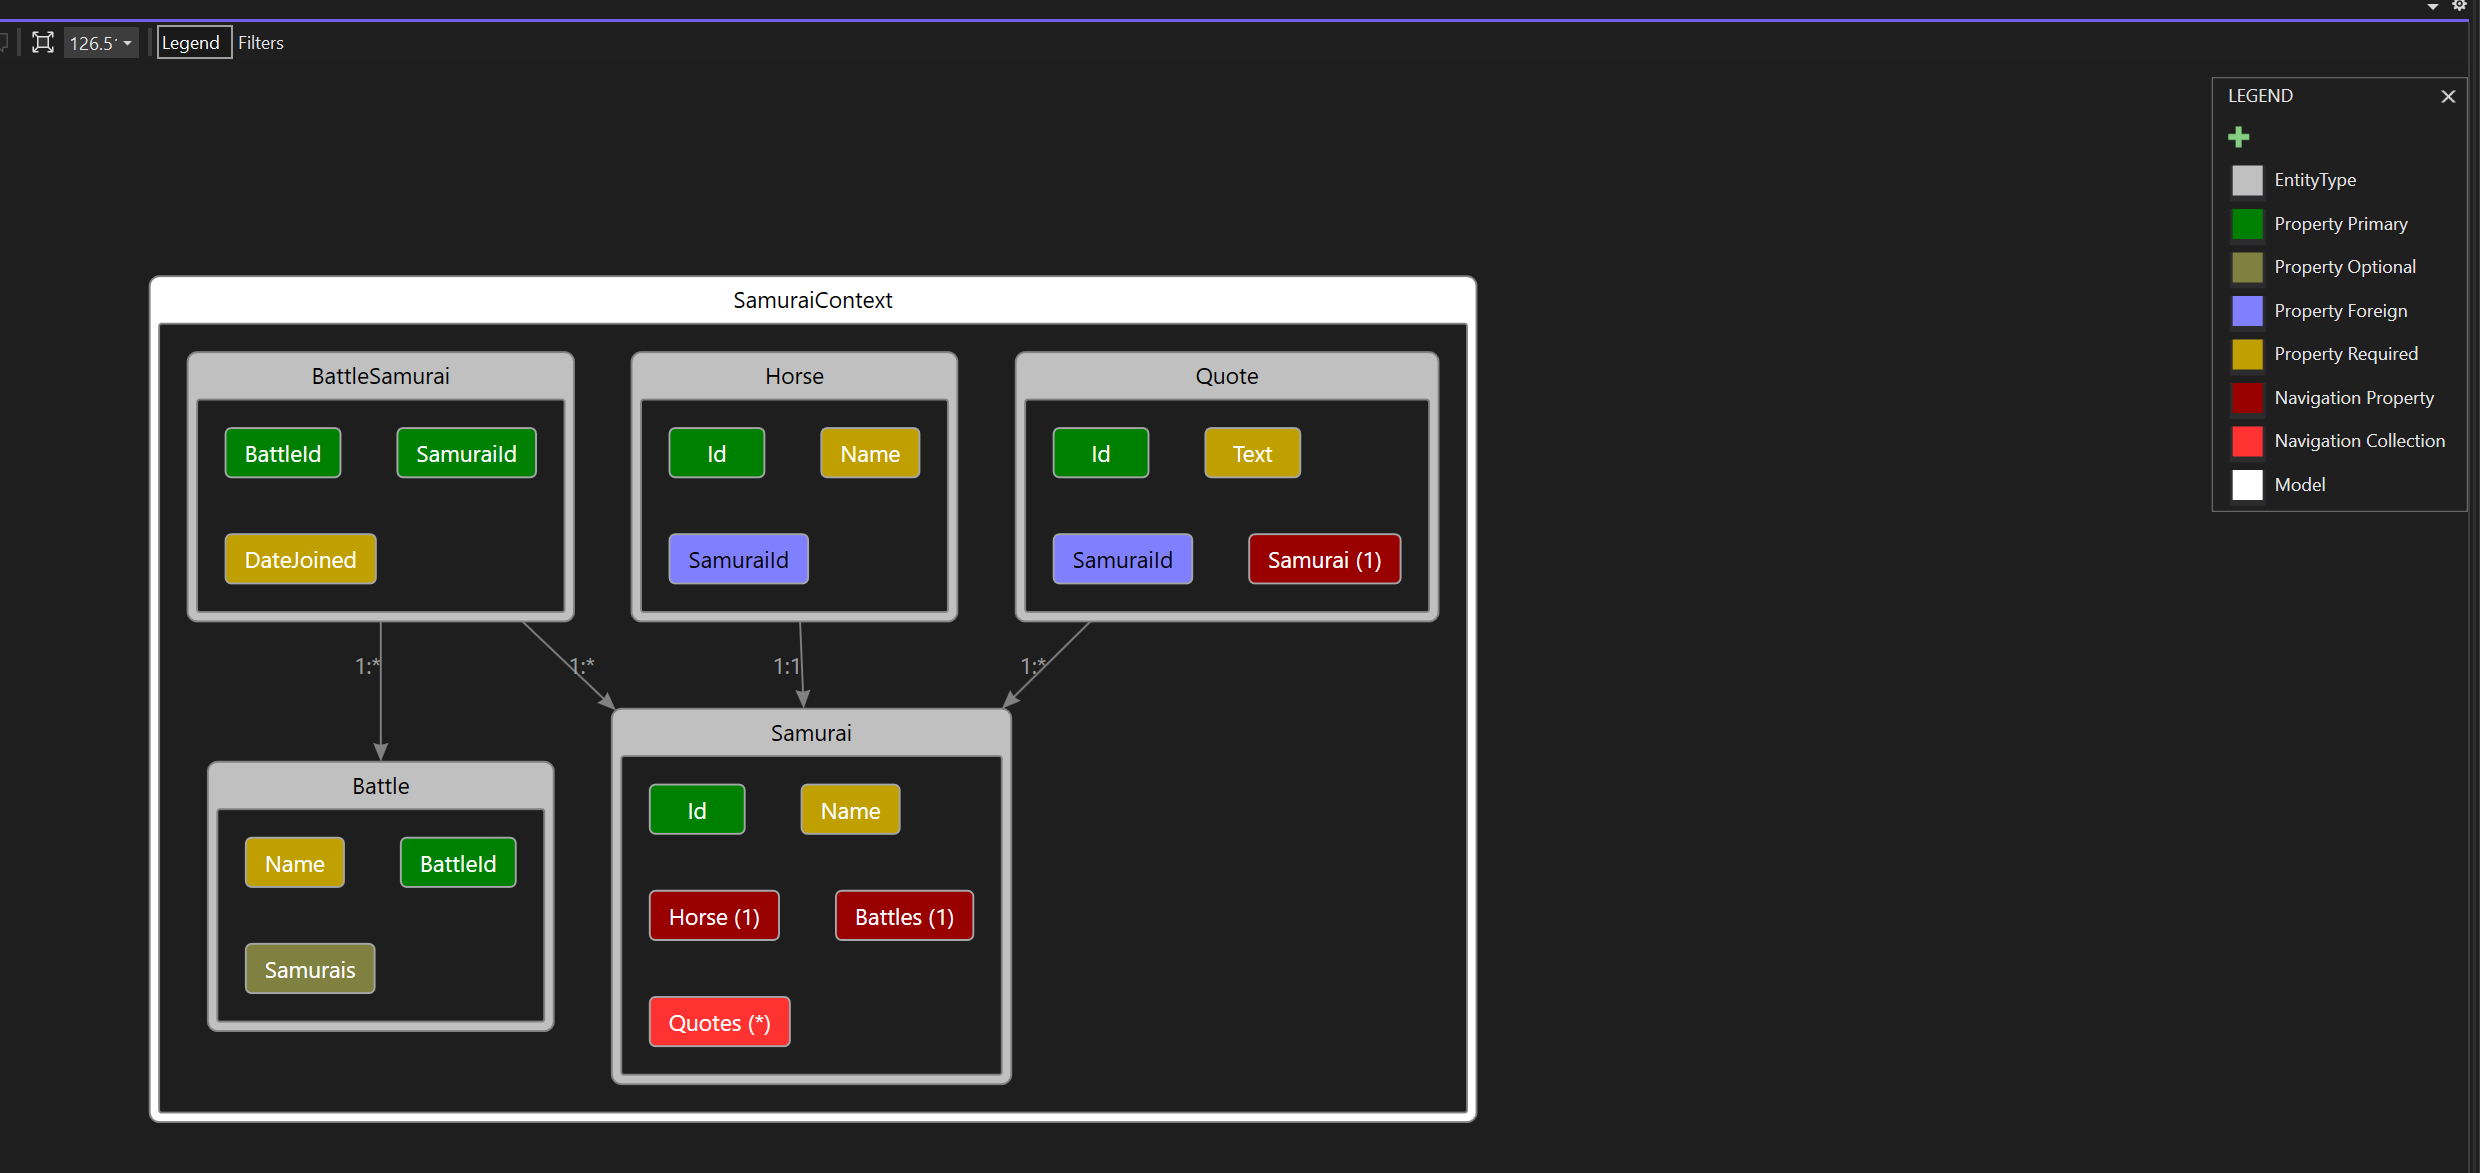 126.5
Legend
Filters
LEGEND
EntityType
Property Primary
Property Optional
Property Foreign
Property Required
Navigation Property
Navigation Collection
Model
SamuraiContext
BattleSamurai
BattleId
SamuraiId
DateJoined
Horse
Id
Name
SamuraiId
Quote
Id
Text
SamuraiId
Samurai (1)
1:*
1:*
1:1
1:*
Battle
Name
BattleId
Samurais
Samurai
Id
Name
Horse (1)
Battles (1)
Quotes (*)